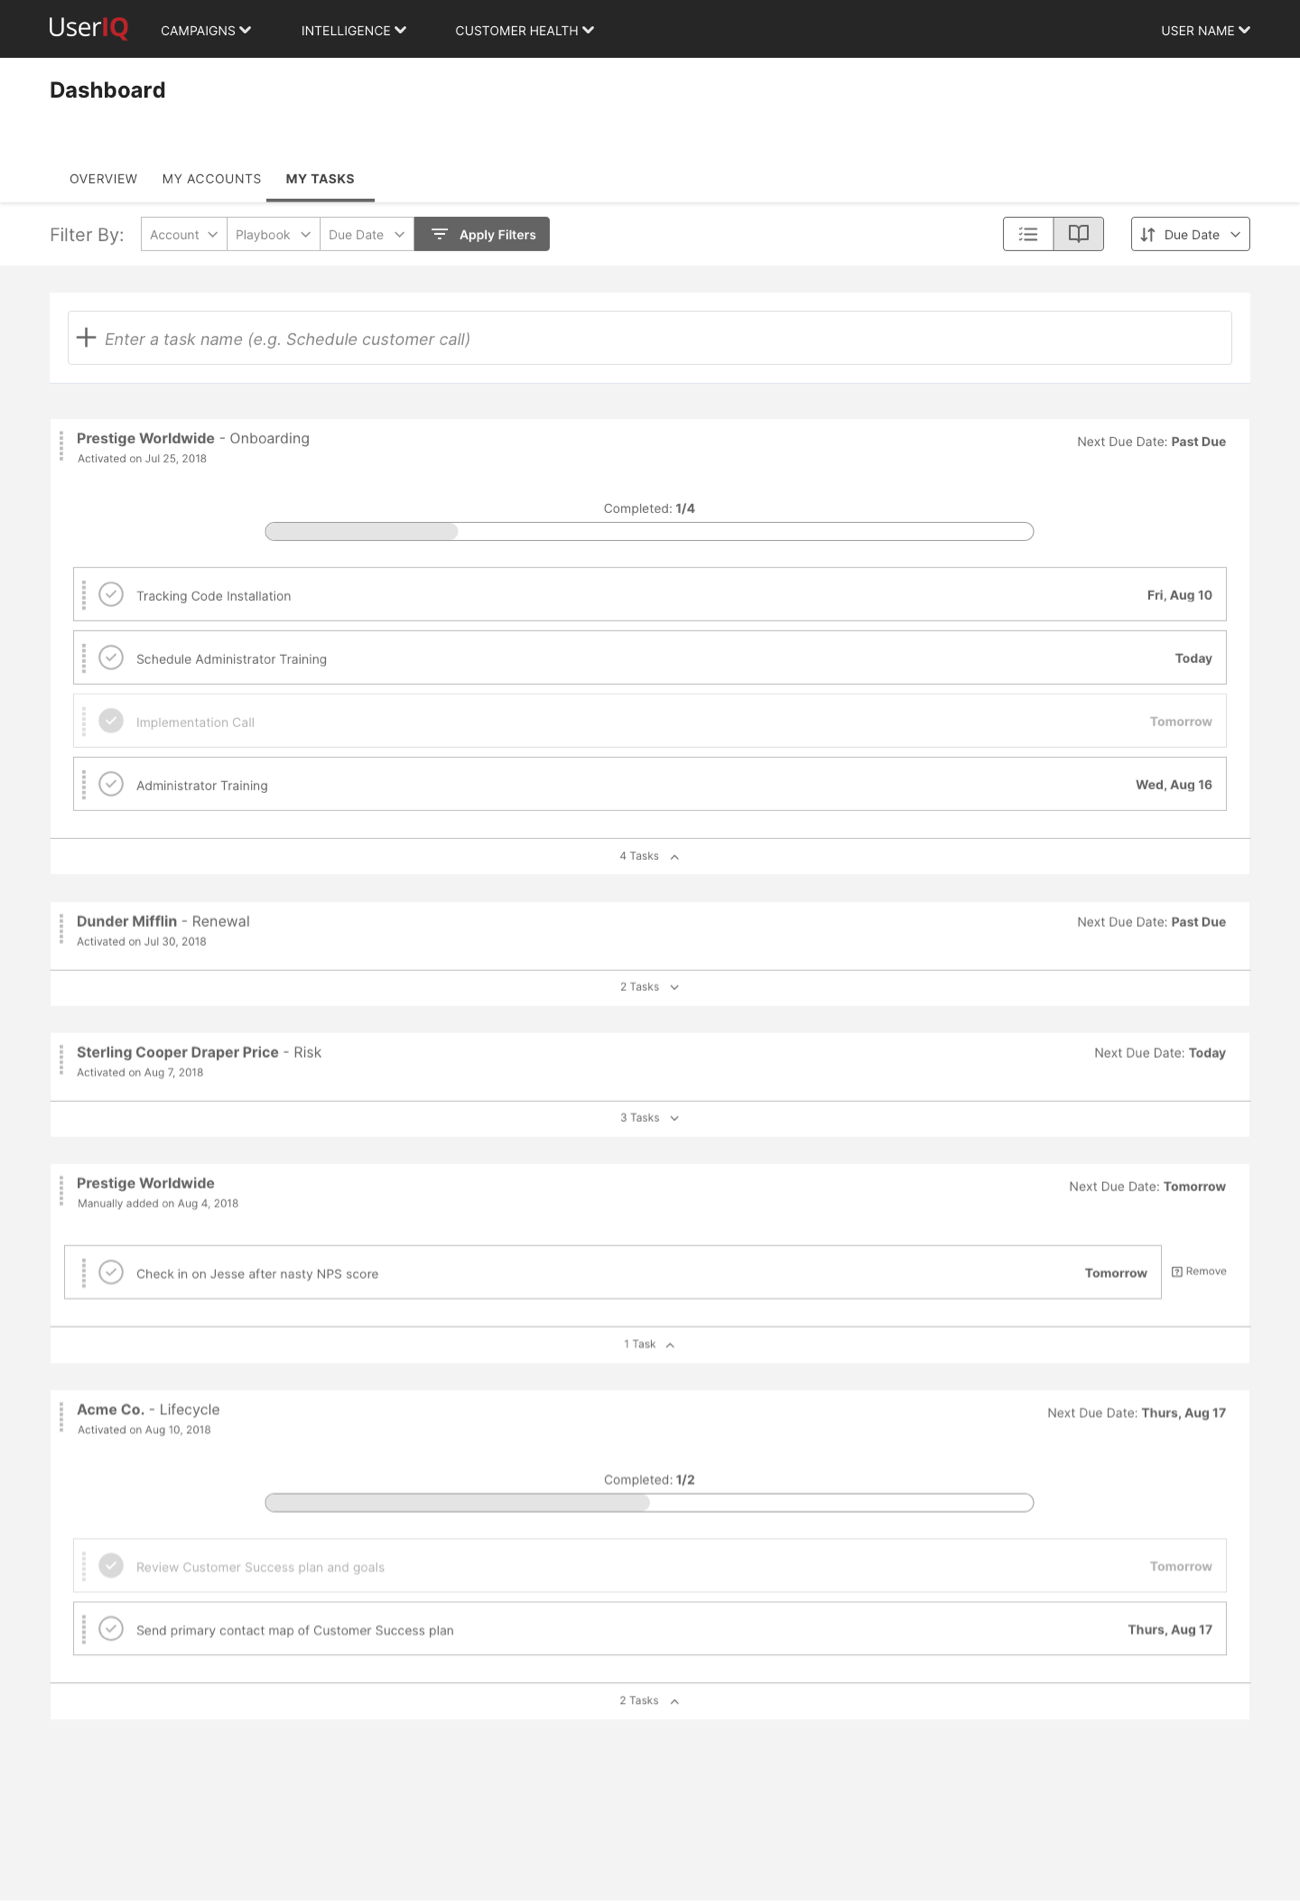 UserIQ CAMPAIGNS INTELLIGENCE CUSTOMER HEALTH USER NAME
Dashboard
OVERVIEW MY ACCOUNTS MY TASKS
Filter By: Account Playbook Due Date Apply Filters Due Date
Enter a task name (e.g. Schedule customer call)
Prestige Worldwide - Onboarding Next Due Date: Past Due
Activated on Jul 25, 2018
Completed: 1/4
Tracking Code Installation Fri, Aug 10
Schedule Administrator Training Today
Implementation Call Tomorrow
Administrator Training Wed, Aug 16
4 Tasks
Dunder Mifflin - Renewal Next Due Date: Past Due
Activated on Jul 30, 2018
2 Tasks
Sterling Cooper Draper Price - Risk Next Due Date: Today
Activated on Aug 7, 2018
3 Tasks
Prestige Worldwide Next Due Date: Tomorrow
Manually added on Aug 4, 2018
Check in on Jesse after nasty NPS score Tomorrow ? Remove
1 Task
Acme Co. - Lifecycle Next Due Date: Thurs, Aug 17
Activated on Aug 10, 2018
Completed: 1/2
Review Customer Success plan and goals Tomorrow
Send primary contact map of Customer Success plan Thurs, Aug 17
2 Tasks